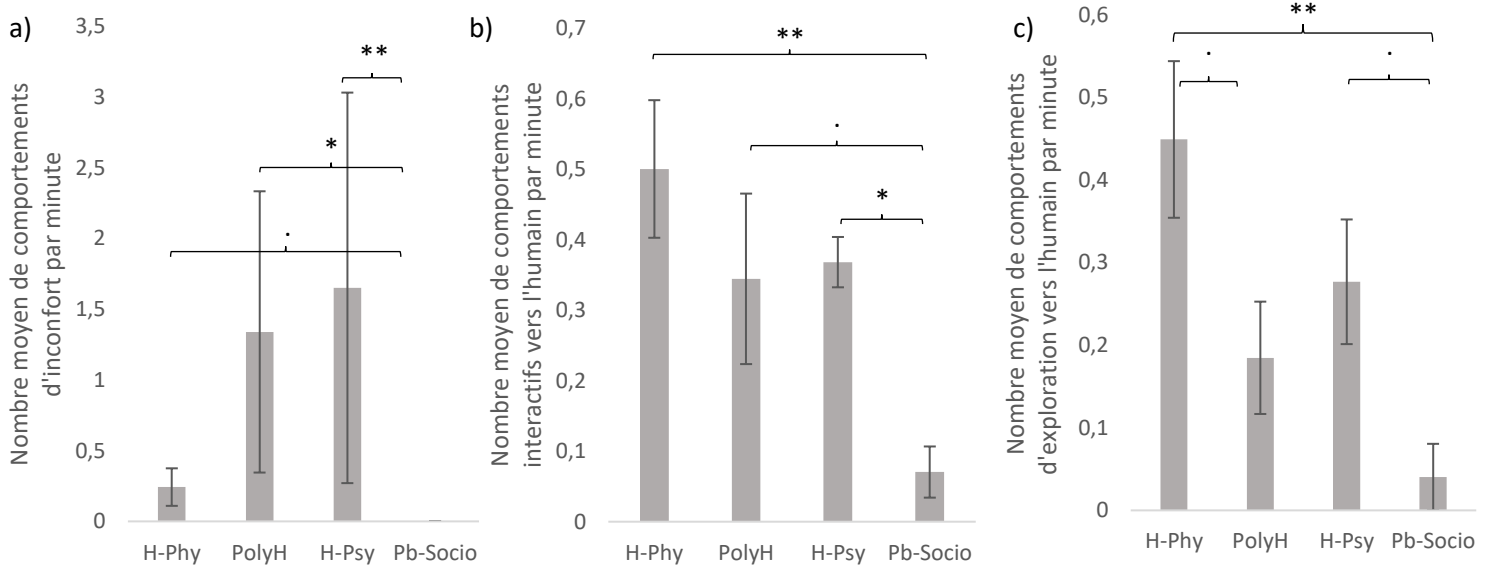 a)
Nombre moyen de comportements
d'inconfort par minute
3,5
3
2,5
2
1,5
1
0,5
0
**
*
.
H-Phy PolyH H-Psy Pb-Socio
b)
Nombre moyen de comportements
interactifs vers l'humain par minute
0,7
0,6
0,5
0,4
0,3
0,2
0,1
0
**
.
*
H-Phy PolyH H-Psy Pb-Socio
c)
Nombre moyen de comportements
d'exploration vers l'humain par minute
0,6
0,5
0,4
0,3
0,2
0,1
0
**
. .
H-Phy PolyH H-Psy Pb-Socio